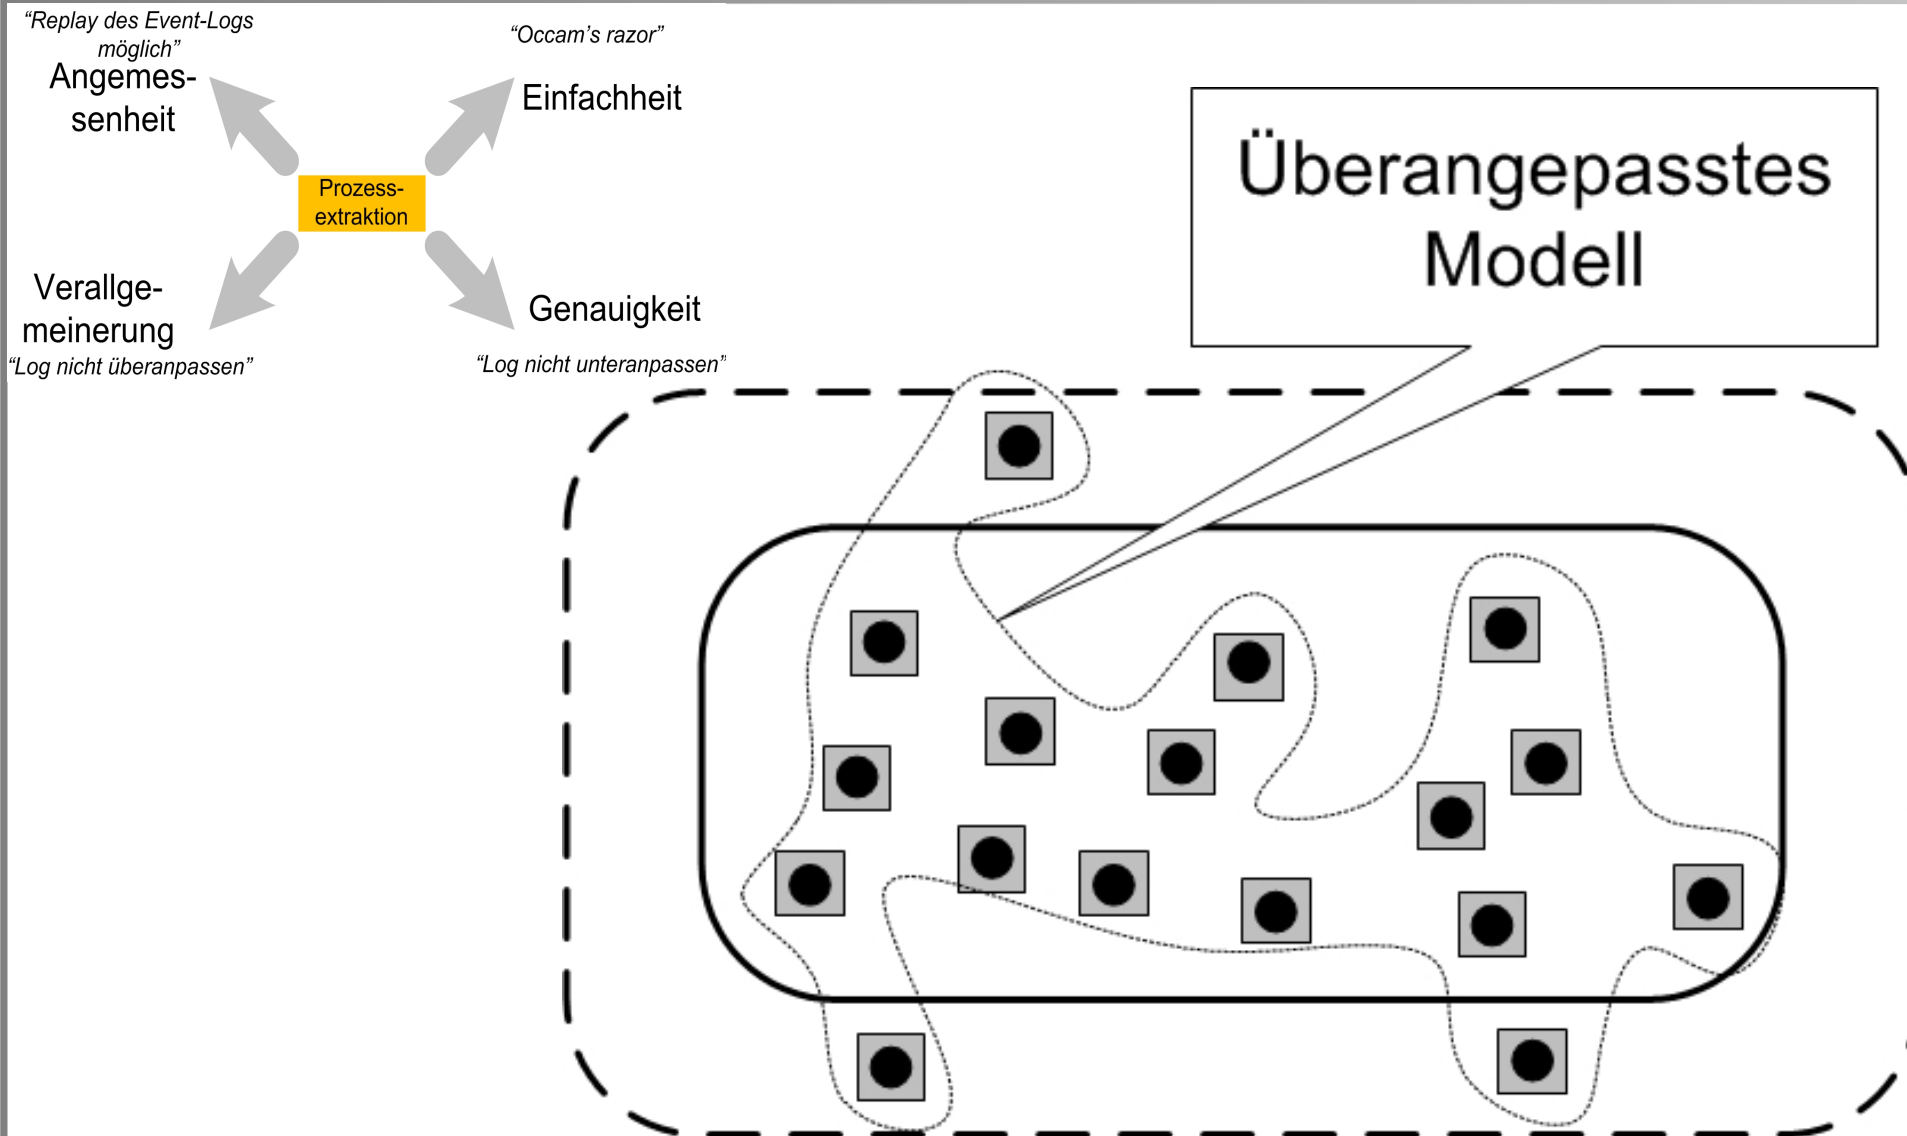 “Replay des Event-Logs
möglich”
Angemes-
senheit
“Occam’s razor”
Einfachheit
Prozess-
extraktion
Verallge-
meinerung
“Log nicht überanpassen”
Genauigkeit
“Log nicht unteranpassen”
Überangepasstes
Modell